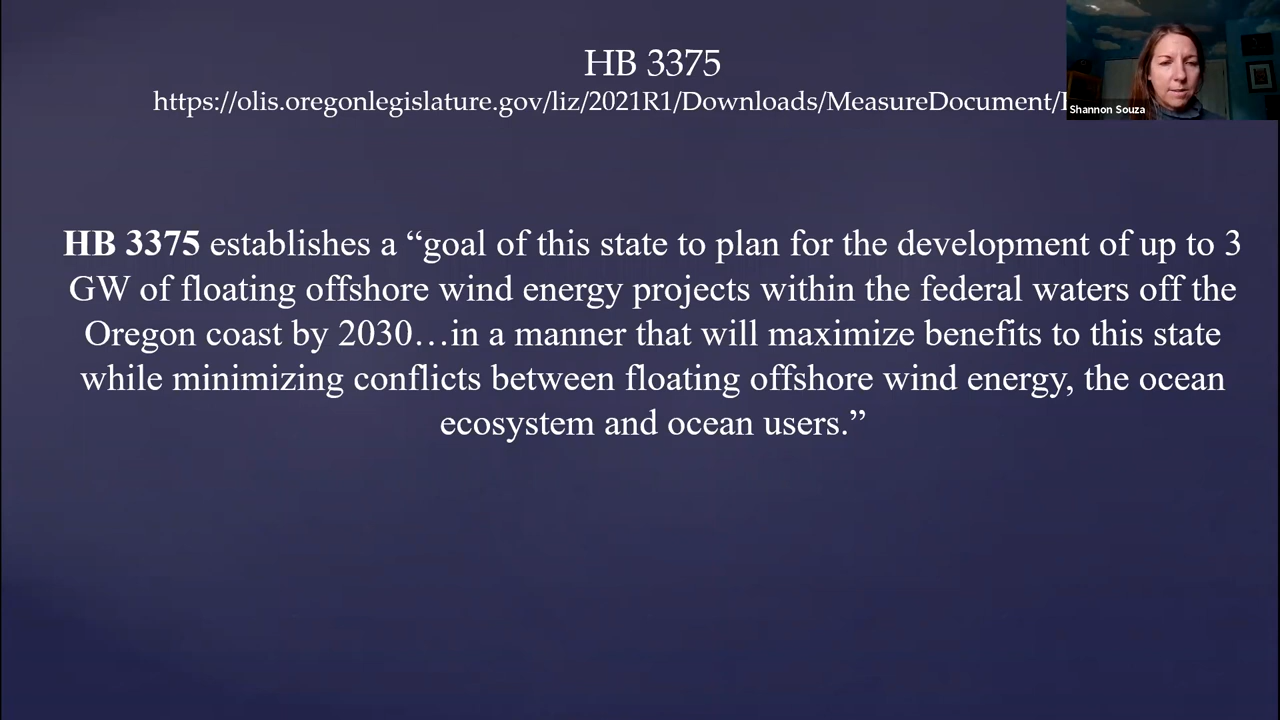 HB 3375
https://olis.oregonlegislature.gov/liz/2021R1/Downloads/MeasureDocument/
Shannon Souza
HB 3375 establishes a “goal of this state to plan for the development of up to 3
GW of floating offshore wind energy projects within the federal waters off the
Oregon coast by 2030…in a manner that will maximize benefits to this state
while minimizing conflicts between floating offshore wind energy, the ocean
ecosystem and ocean users.”